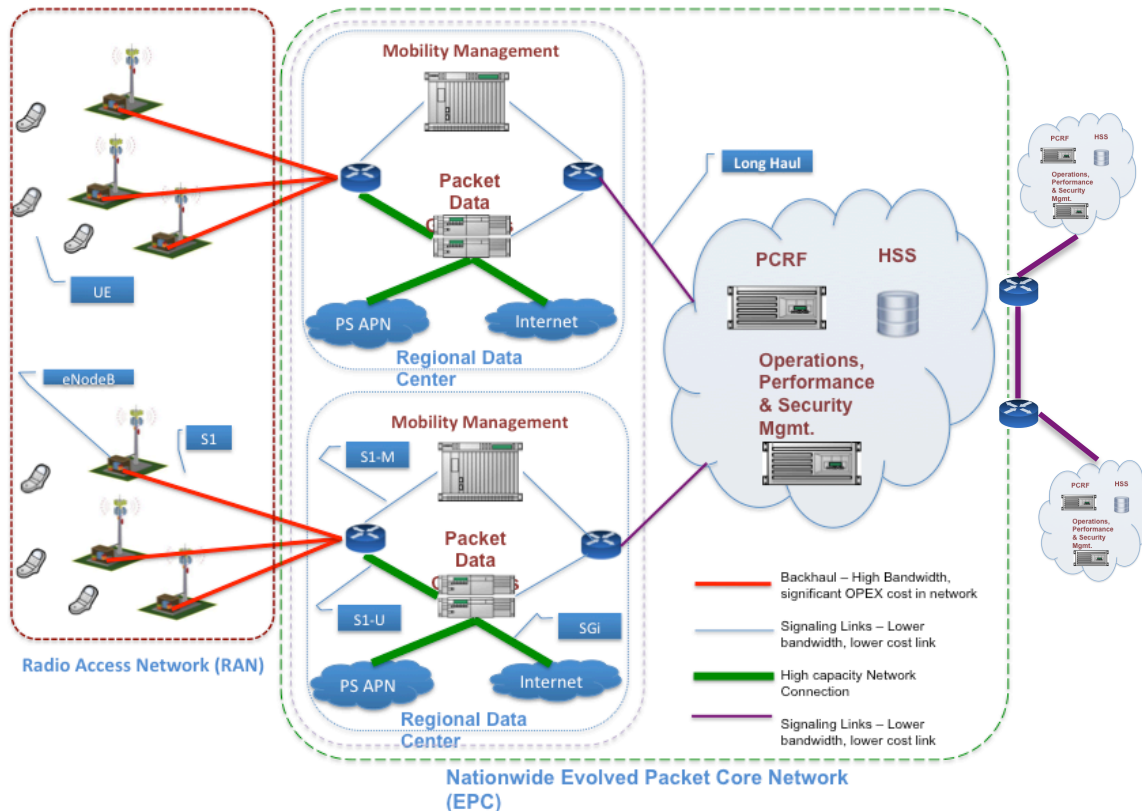 Mobility Management
Packet
Data
PS APN
Internet
Regional Data
Center
UE
Long Haul
PCRF
HSS
Operations,
Performance
& Security
Mgmt.
PCRF
HSS
Operations,
Performance
& Security
Mgmt.
eNodeB
S1
Mobility Management
S1-M
Packet
Data
S1-U
SGi
PS APN
Internet
Regional Data
Center
PCRF
HSS
Operations,
Performance
& Security
Mgmt.
Radio Access Network (RAN)
Backhaul – High Bandwidth,
significant OPEX cost in network
Signaling Links – Lower
bandwidth, lower cost link
High capacity Network
Connection
Signaling Links – Lower
bandwidth, lower cost link
Nationwide Evolved Packet Core Network
(EPC)